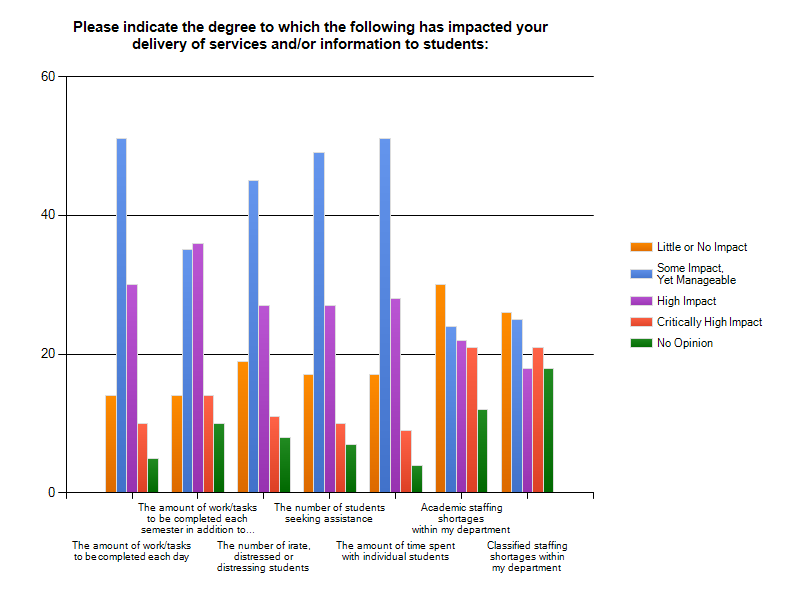 Please indicate the degree to which the following has impacted your
delivery of services and/or information to students:
60
40
20
0
Little or No Impact
Some Impact,
Yet Manageable
High Impact
Critically High Impact
No Opinion
The amount of work/tasks
to be completed each day
The amount of work/tasks
to be completed each
semester in addition to...
The number of irate,
distressed or
distressing students
The number of students
seeking assistance
The amount of time spent
with individual students
Academic staffing
shortages
within my department
Classified staffing
shortages within
my department